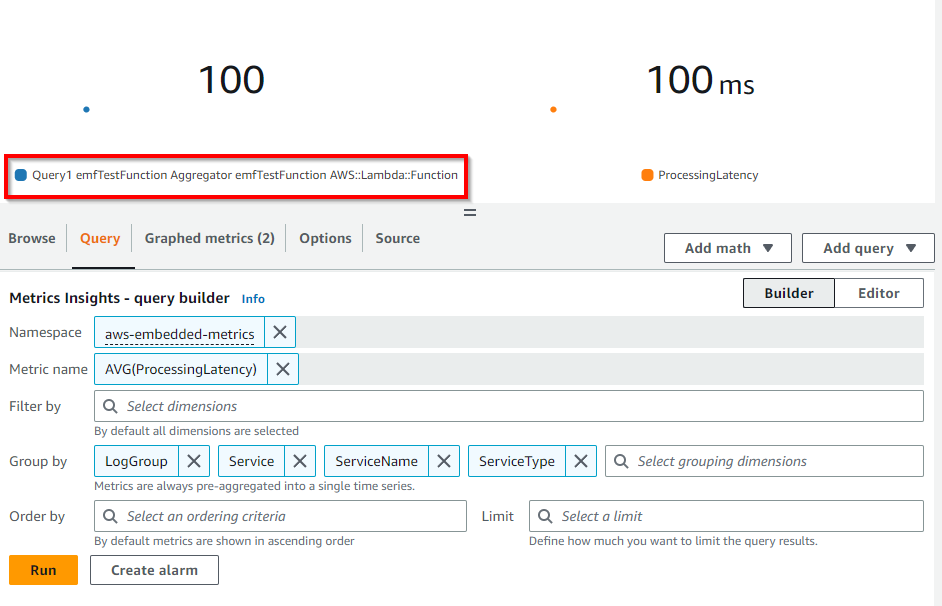 100
100 ms
Query1 emfTestFunction Aggregator emfTestFunction AWS::Lambda::Function
ProcessingLatency
Browse
Query
Graphed metrics (2)
Options
Source
Add math
Add query
Metrics Insights - query builder
Info
Builder
Editor
Namespace
aws-embedded-metrics
Metric name
AVG(ProcessingLatency)
Filter by
Select dimensions
By default all dimensions are selected
Group by
LogGroup
Service
ServiceName
ServiceType
Select grouping dimensions
Metrics are always pre-aggregated into a single time series.
Order by
Select an ordering criteria
Limit
Select a limit
By default metrics are shown in ascending order
Define how much you want to limit the query results.
Run
Create alarm